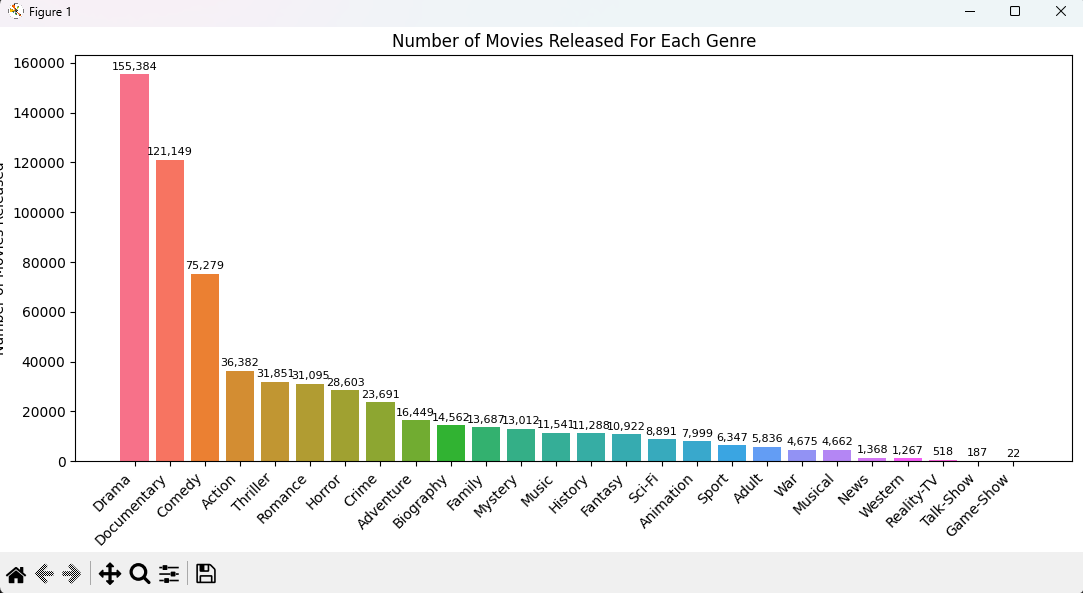 Figure 1
Number of Movies Released For Each Genre
Number of Movies Released
160000
140000
120000
100000
80000
60000
40000
20000
0
155,384
121,149
75,279
36,382
31,851
31,095
28,603
23,691
16,449
14,562
13,687
13,012
11,541
11,288
10,922
8,891
7,999
6,347
5,836
4,675
4,662
1,368
1,267
518
187
22
Drama
Documentary
Comedy
Action
Thriller
Romance
Horror
Crime
Adventure
Biography
Family
Mystery
Music
History
Fantasy
Sci-Fi
Animation
Sport
Adult
War
Musical
News
Western
Reality-TV
Talk-Show
Game-Show